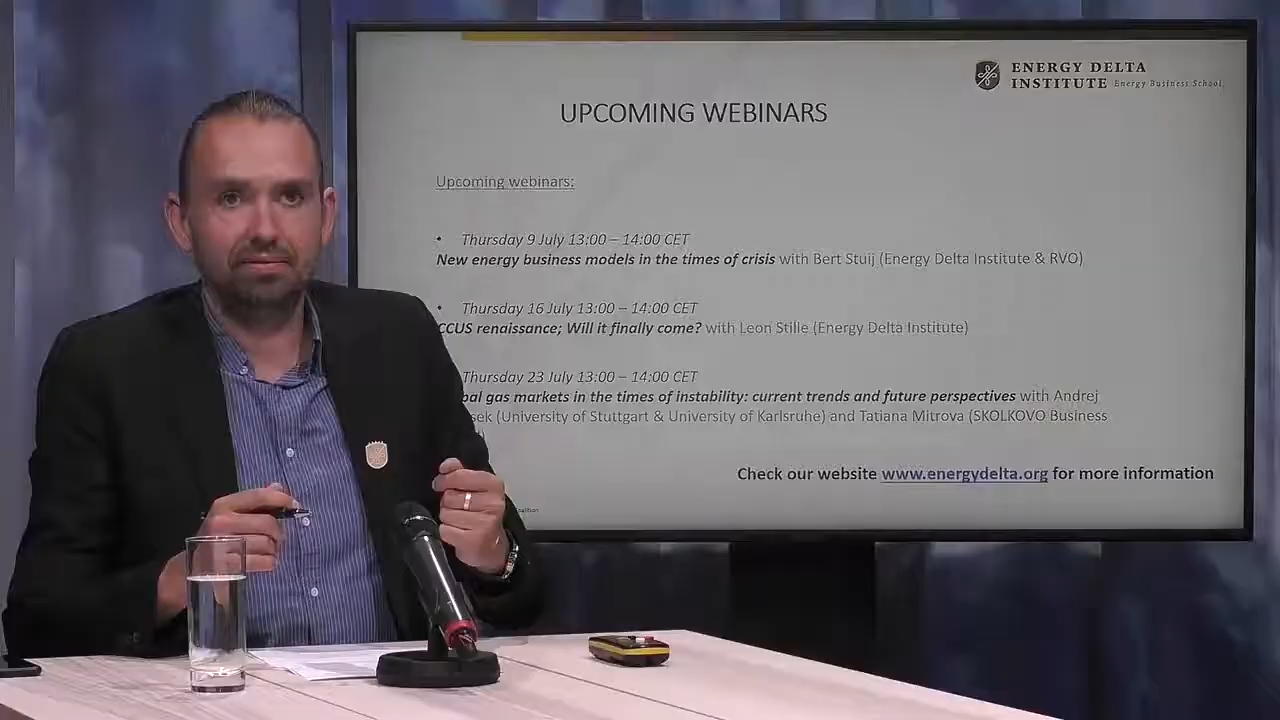 ENERGY DELTA
INSTITUTE Energy Business School
UPCOMING WEBINARS
Upcoming webinars:
• Thursday 9 July 13:00 – 14:00 CET
New energy business models in the times of crisis with Bert Stuij (Energy Delta Institute & RVO)
• Thursday 16 July 13:00 – 14:00 CET
CCUS renaissance; Will it finally come? with Leon Stille (Energy Delta Institute)
Thursday 23 July 13:00 – 14:00 CET
gas markets in the times of instability: current trends and future perspectives with Andrej
(University of Stuttgart & University of Karlsruhe) and Tatiana Mitrova (SKOLKOVO Business
Check our website www.energydelta.org for more information